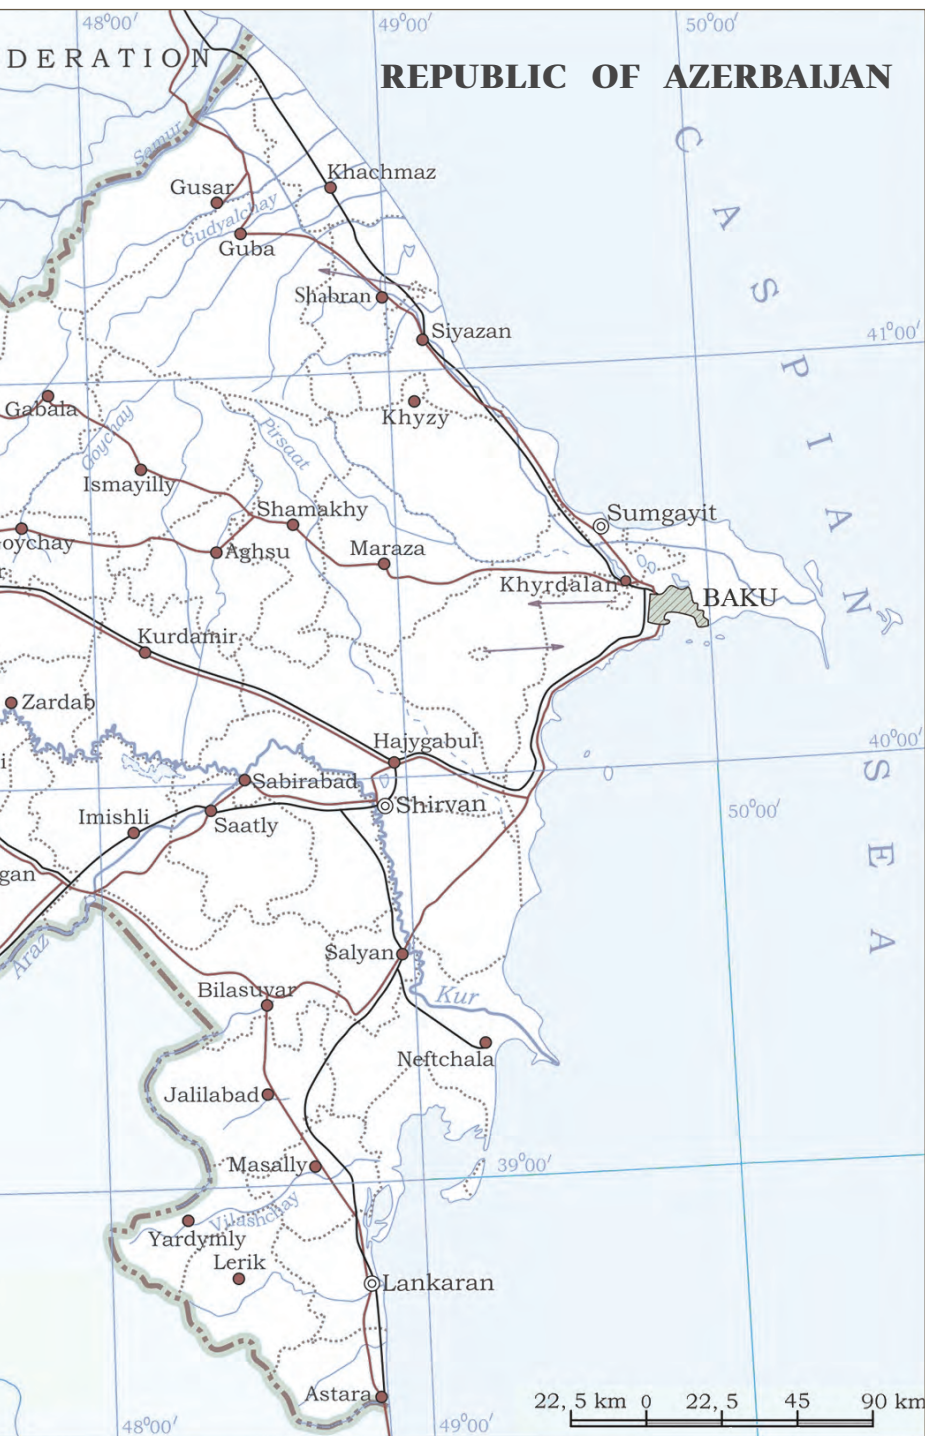 48°00′
49°00′
50°00′
DERATION
REPUBLIC OF AZERBAIJAN
CASPIAN SEA
Semur
Khachmaz
Gusar
Gudyalchay
Guba
Shabran
Siyazan
41°00′
Gabala
Khyzy
Goychay
Pirsaat
Ismayilly
Shamakhy
Sumgayit
oychay
Aghsu
Maraza
Khyrdalan
BAKU
r
Kurdamir
Zardab
Hajygabul
40°00′
i
Sabirabad
Shirvan
0
50°00′
Imishli
Saatly
gan
Araz
Salyan
Bilasuvar
Kur
Neftchala
Jalilabad
Masally
39°00′
Vilashchay
Yardymly
Lerik
Lankaran
Astara
22,5 km 0 22,5 45 90 km
48°00′
49°00′